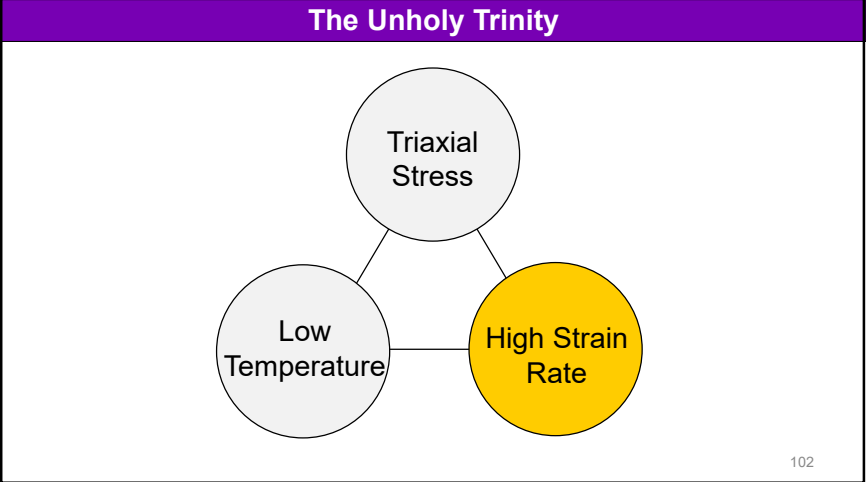 The Unholy Trinity
Triaxial
Stress
Low
Temperature
High Strain
Rate
102